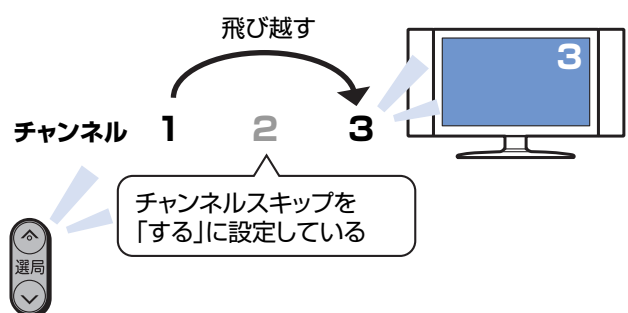 飛び越す
3
チャンネル 1 2 3
チャンネルスキップを
「する」に設定している
選局